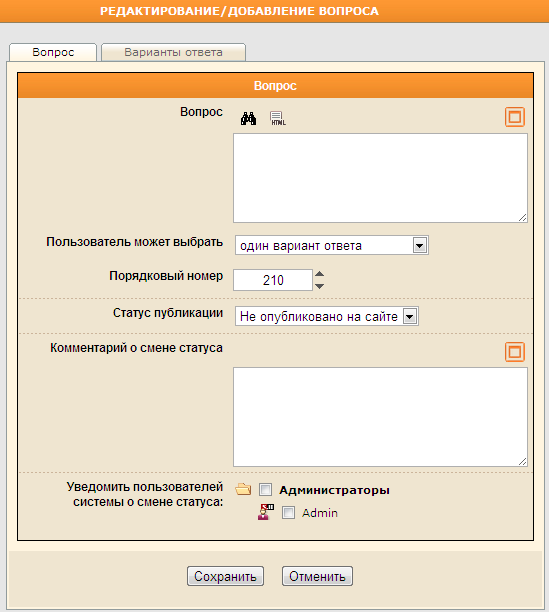 РЕДАКТИРОВАНИЕ/ДОБАВЛЕНИЕ ВОПРОСА
Вопрос
Варианты ответа
Вопрос
Вопрос
HTML
Пользователь может выбрать
один вариант ответа
Порядковый номер
210
Статус публикации
Не опубликовано на сайте
Комментарий о смене статуса
Уведомить пользователей
системы о смене статуса:
Администраторы
Admin
Сохранить
Отменить